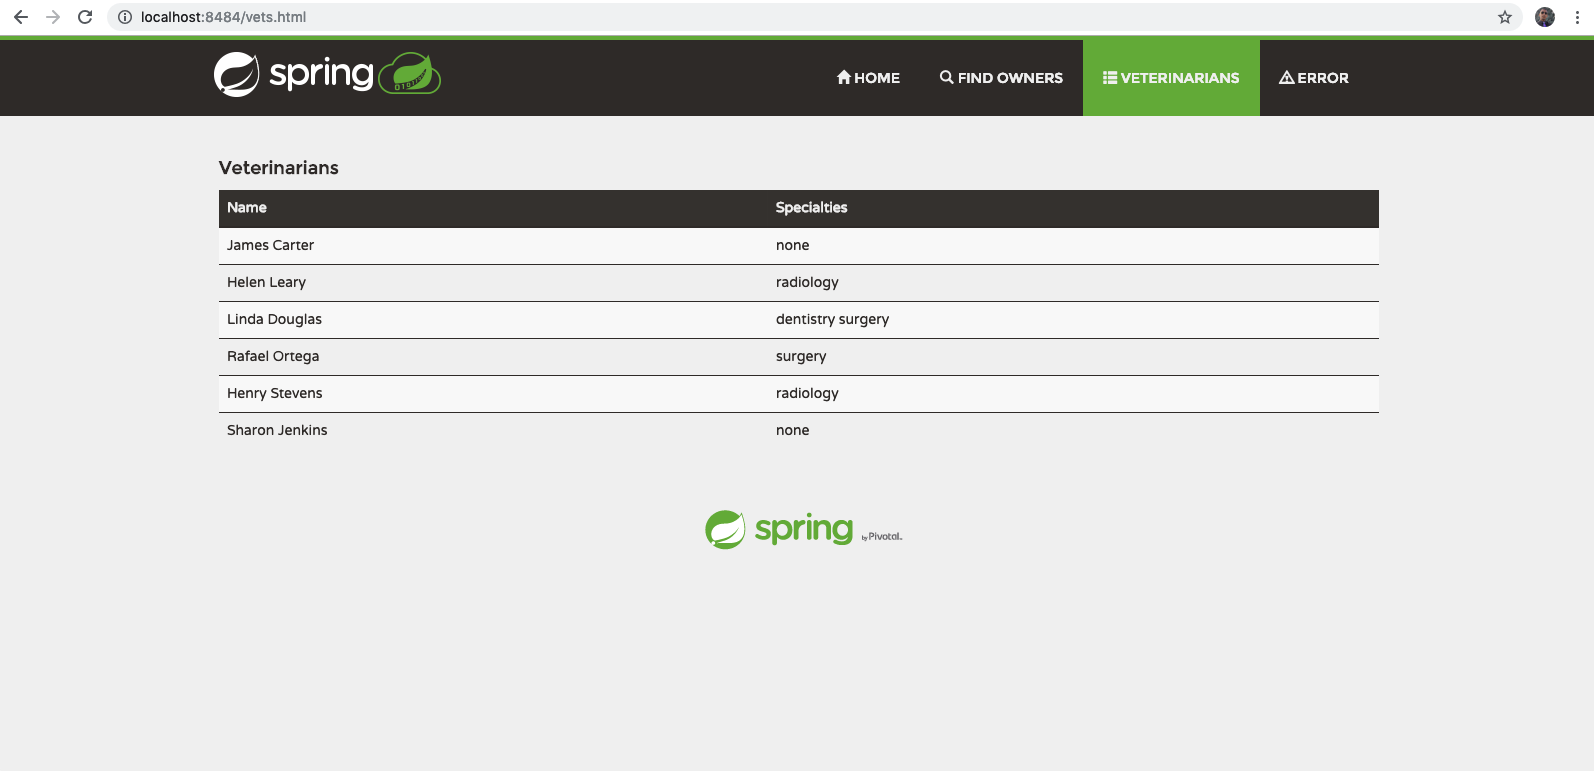 localhost:8484/vets.html
spring HOME FIND OWNERS VETERINARIANS ERROR
Veterinarians
Name Specialties
James Carter none
Helen Leary radiology
Linda Douglas dentistry surgery
Rafael Ortega surgery
Henry Stevens radiology
Sharon Jenkins none
spring by Pivotal